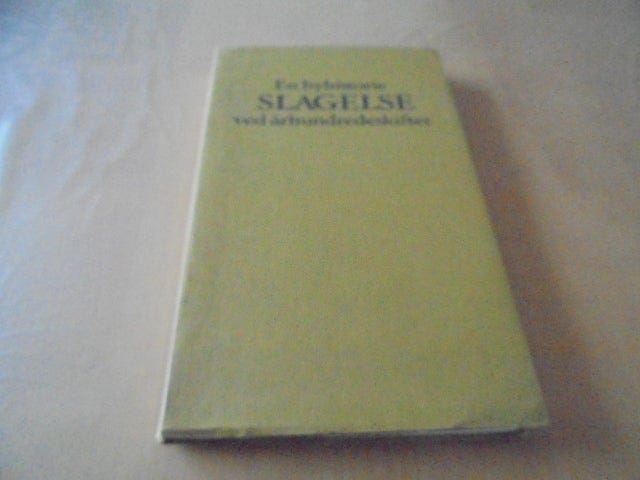 En byhistorie
SLAGELSE
ved århundredeskiftet